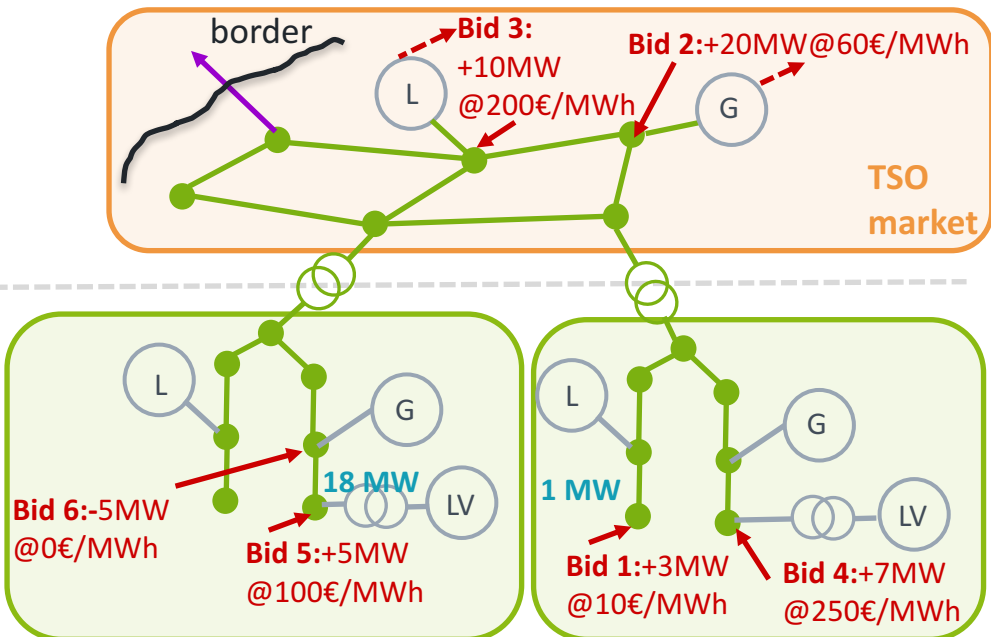 border
Bid 3:
+10MW
@200€/MWh
Bid 2:+20MW@60€/MWh
L
G
TSO
market
L
G
18 MW
LV
Bid 6:-5MW
@0€/MWh
Bid 5:+5MW
@100€/MWh
L
G
1 MW
LV
Bid 1:+3MW
@10€/MWh
Bid 4:+7MW
@250€/MWh